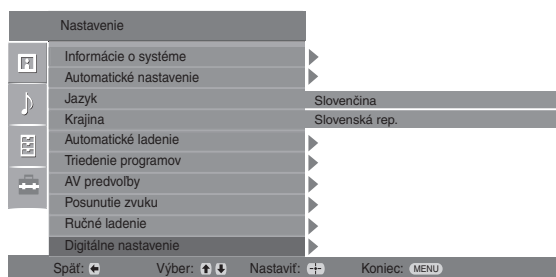 Nastavenie
Informácie o systéme
Automatické nastavenie
Jazyk Slovenčina
Krajina Slovenská rep.
Automatické ladenie
Triedenie programov
AV predvoľby
Posunutie zvuku
Ručné ladenie
Digitálne nastavenie
Späť: Výber: Nastaviť: Koniec: MENU